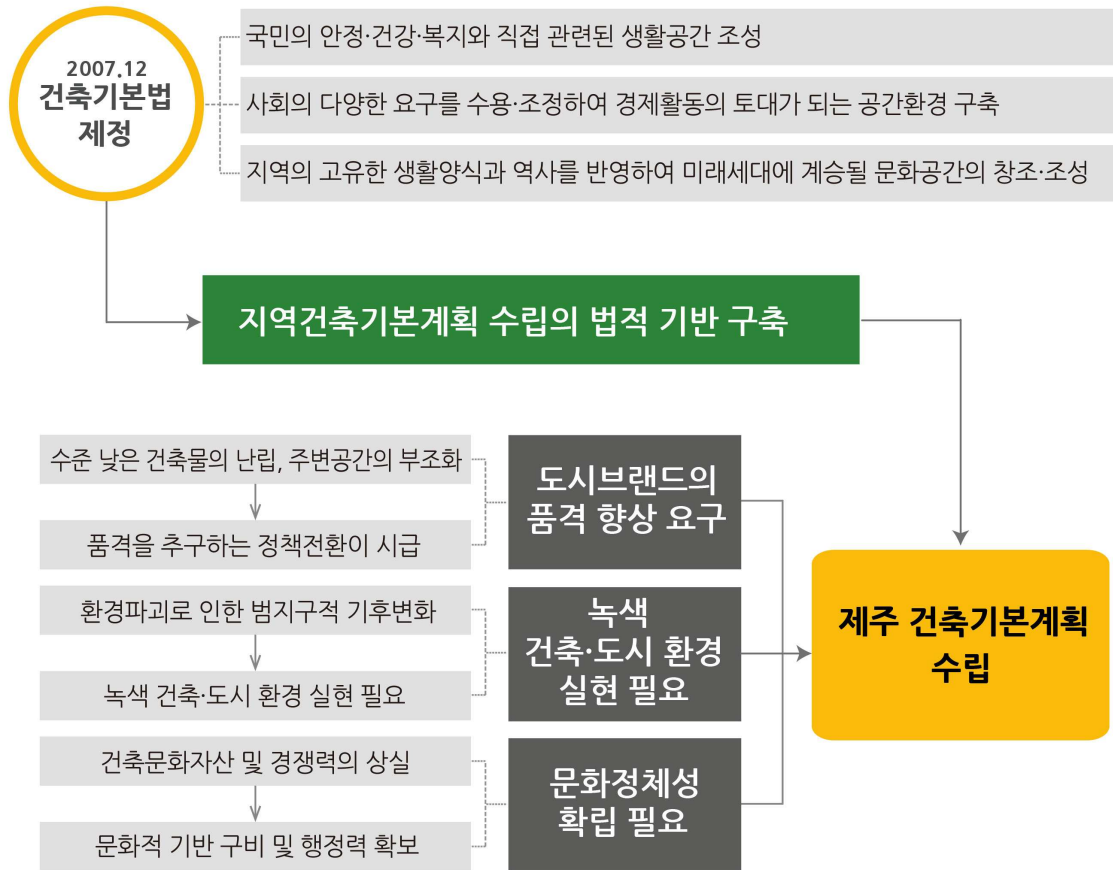 2007.12
건축기본법
제정
국민의 안정·건강·복지와 직접 관련된 생활공간 조성
사회의 다양한 요구를 수용·조정하여 경제활동의 토대가 되는 공간환경 구축
지역의 고유한 생활양식과 역사를 반영하여 미래세대에 계승될 문화공간의 창조·조성
지역건축기본계획 수립의 법적 기반 구축
수준 낮은 건축물의 난립, 주변공간의 부조화
품격을 추구하는 정책전환이 시급
도시브랜드의
품격 향상 요구
환경파괴로 인한 범지구적 기후변화
녹색 건축·도시 환경 실현 필요
녹색
건축·도시 환경
실현 필요
건축문화자산 및 경쟁력의 상실
문화적 기반 구비 및 행정력 확보
문화정체성
확립 필요
제주 건축기본계획
수립